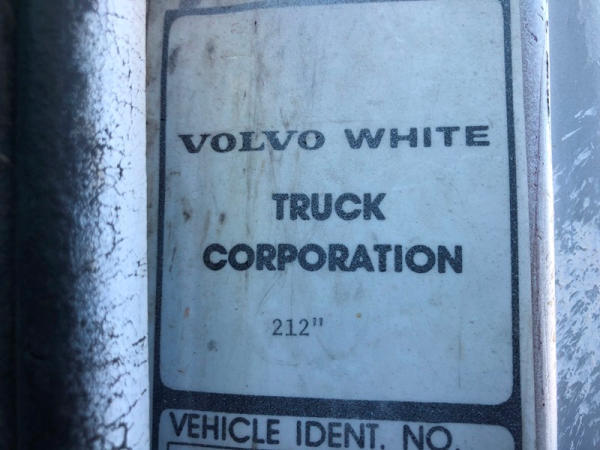 VOLVO WHITE
TRUCK
CORPORATION
212"
VEHICLE IDENT. NO.